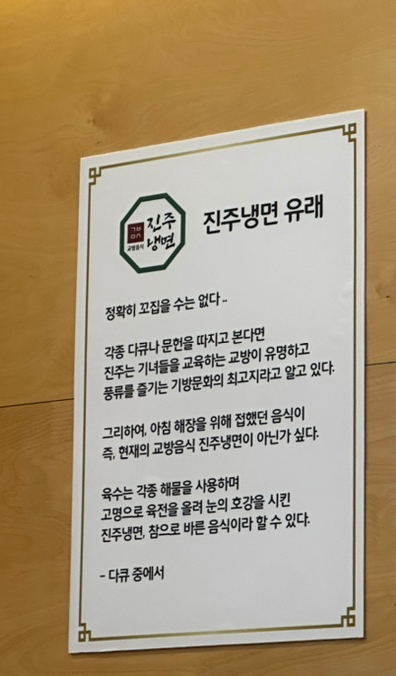 진주
냉면
교방음식
진주냉면 유래
정확히 꼬집을 수는 없다 ..
각종 다큐나 문헌을 따지고 본다면
진주는 기녀들을 교육하는 교방이 유명하고
풍류를 즐기는 기방문화의 최고지라고 알고 있다.
그리하여, 아침 해장을 위해 접했던 음식이
즉, 현재의 교방음식 진주냉면이 아닌가 싶다.
육수는 각종 해물을 사용하며
고명으로 육전을 올려 눈의 호강을 시킨
진주냉면, 참으로 바른 음식이라 할 수 있다.
- 다큐 중에서